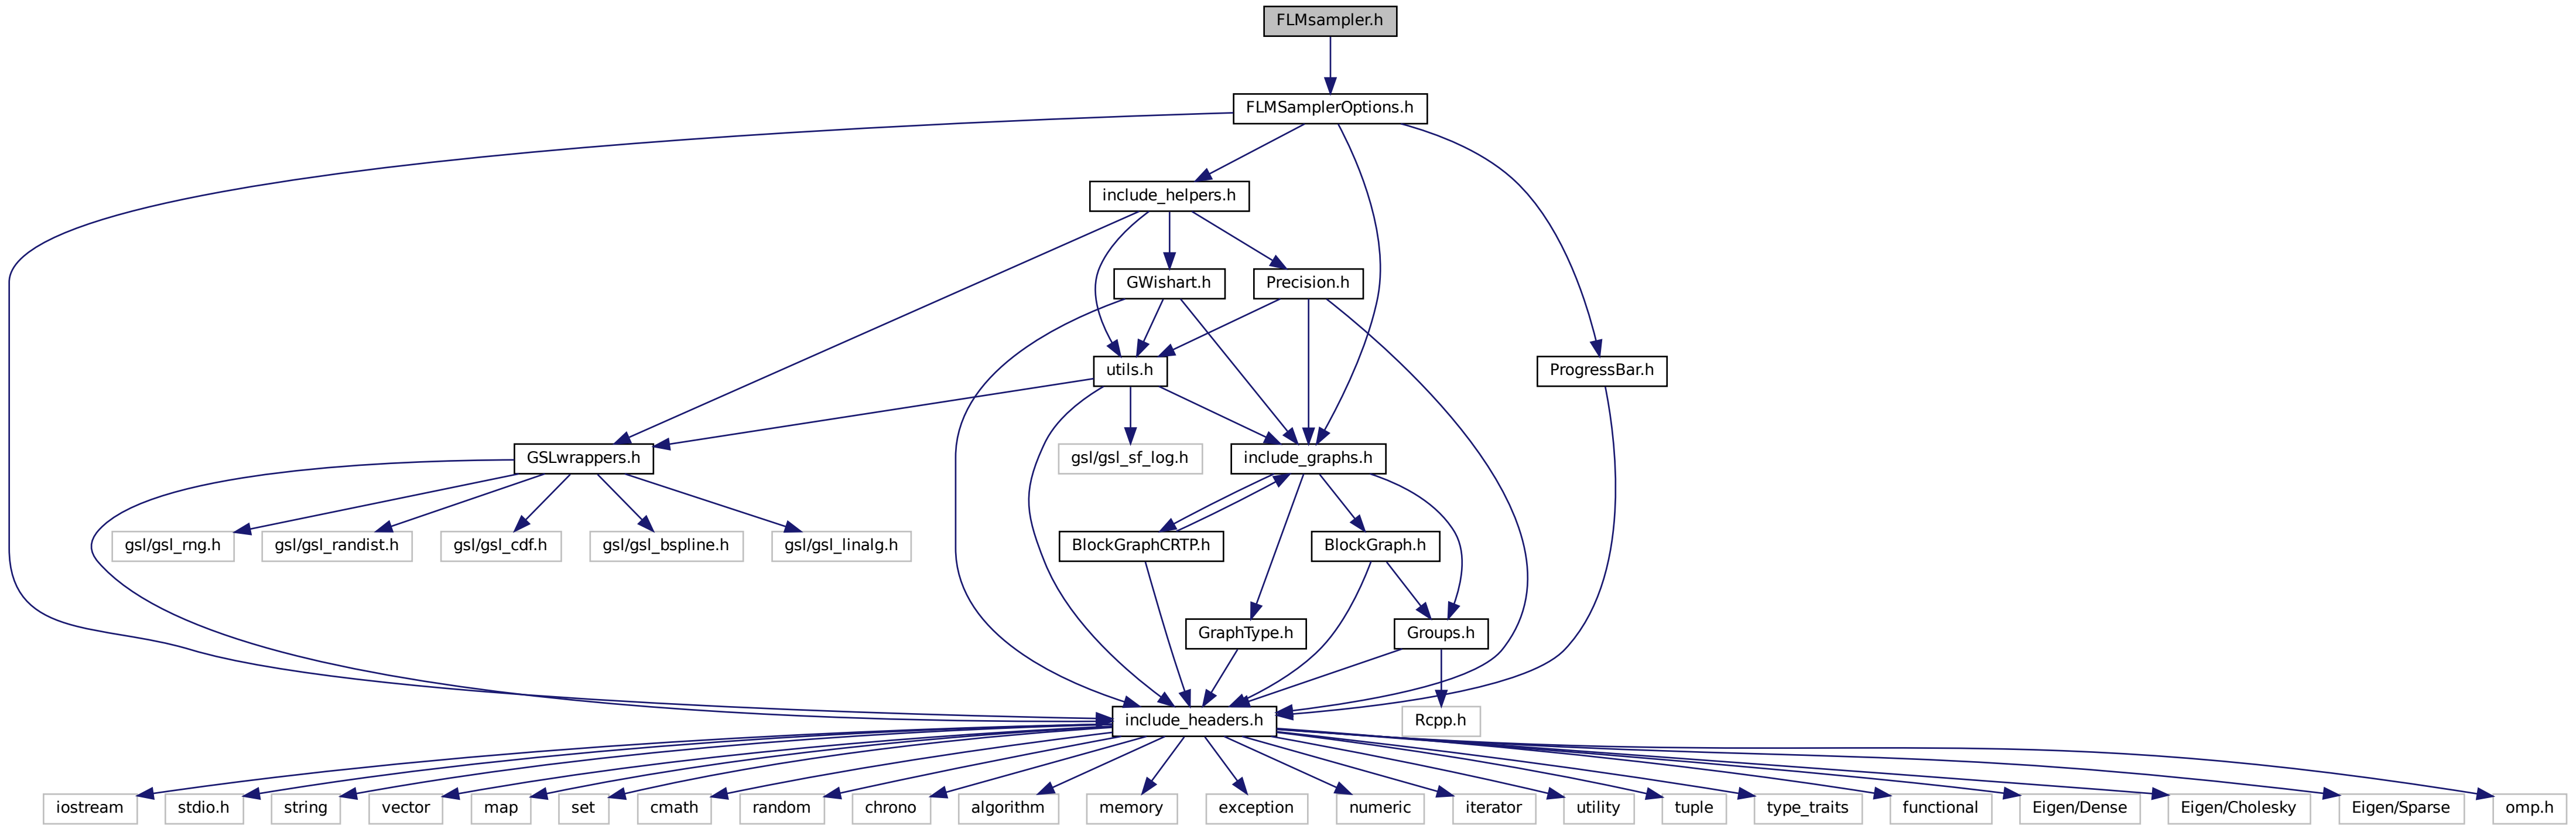 FLMsampler.h
FLMSamplerOptions.h
include_helpers.h
GWishart.h
Precision.h
utils.h
ProgressBar.h
GSLwrappers.h
gsl/gsl_sf_log.h
include_graphs.h
gsl/gsl_rng.h
gsl/gsl_randist.h
gsl/gsl_cdf.h
gsl/gsl_bspline.h
gsl/gsl_linalg.h
BlockGraphCRTP.h
BlockGraph.h
GraphType.h
Groups.h
include_headers.h
Rcpp.h
iostream
stdio.h
string
vector
map
set
cmath
random
chrono
algorithm
memory
exception
numeric
iterator
utility
tuple
type_traits
functional
Eigen/Dense
Eigen/Cholesky
Eigen/Sparse
omp.h